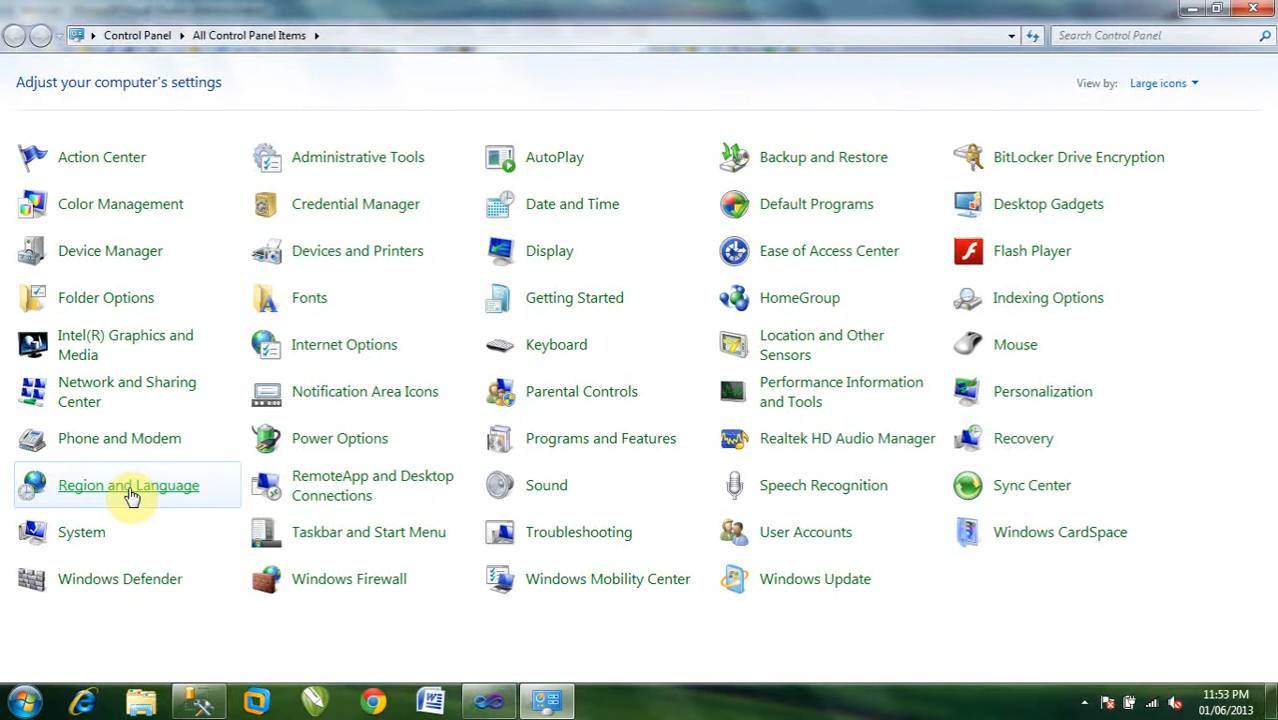 Control Panel All Control Panel Items
Search Control Panel
Adjust your computer's settings
View by: Large icons
Action Center
Administrative Tools
AutoPlay
Backup and Restore
BitLocker Drive Encryption
Color Management
Credential Manager
Date and Time
Default Programs
Desktop Gadgets
Device Manager
Devices and Printers
Display
Ease of Access Center
Flash Player
Folder Options
Fonts
Getting Started
HomeGroup
Indexing Options
Intel(R) Graphics and
Media
Internet Options
Keyboard
Location and Other
Sensors
Mouse
Network and Sharing
Center
Notification Area Icons
Parental Controls
Performance Information
and Tools
Personalization
Phone and Modem
Power Options
Programs and Features
Realtek HD Audio Manager
Recovery
Region and Language
RemoteApp and Desktop
Connections
Sound
Speech Recognition
Sync Center
System
Taskbar and Start Menu
Troubleshooting
User Accounts
Windows CardSpace
Windows Defender
Windows Firewall
Windows Mobility Center
Windows Update
11:53 PM
01/06/2013